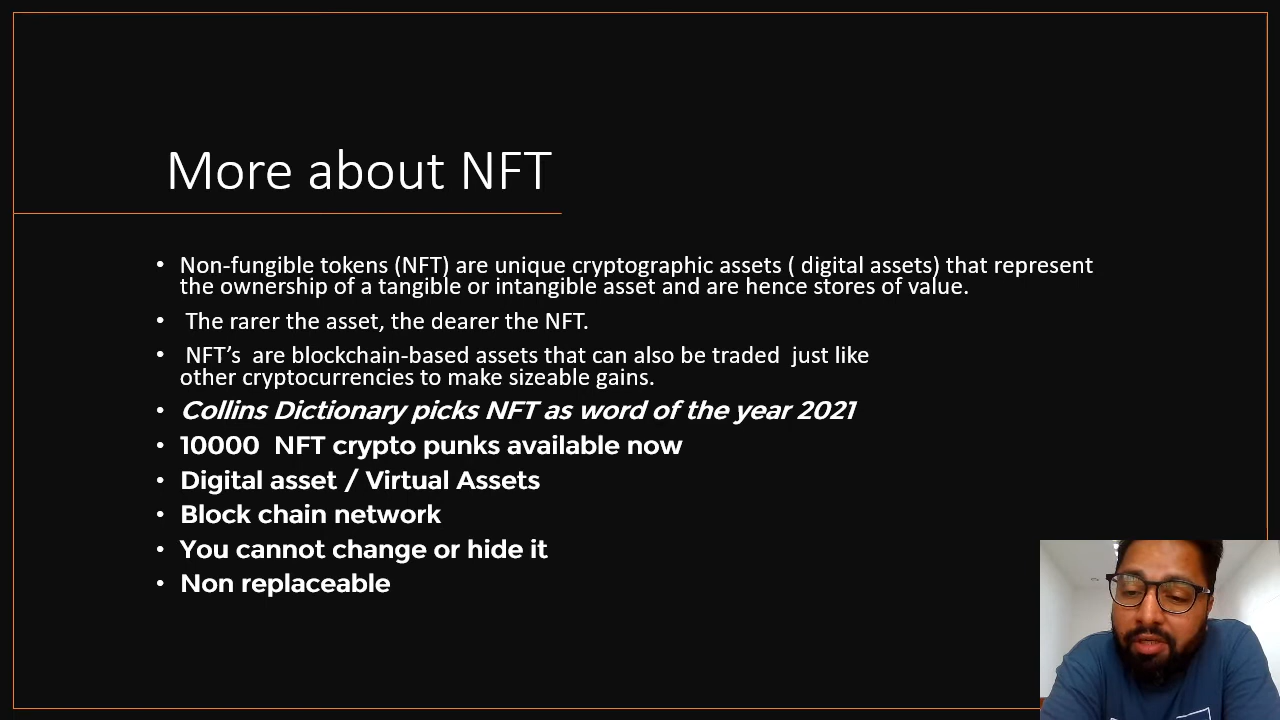 More about NFT
• Non-fungible tokens (NFT) are unique cryptographic assets ( digital assets) that represent
the ownership of a tangible or intangible asset and are hence stores of value.
• The rarer the asset, the dearer the NFT.
• NFT’s  are blockchain-based assets that can also be traded  just like
other cryptocurrencies to make sizeable gains.
• Collins Dictionary picks NFT as word of the year 2021
• 10000  NFT crypto punks available now
• Digital asset / Virtual Assets
• Block chain network
• You cannot change or hide it
• Non replaceable